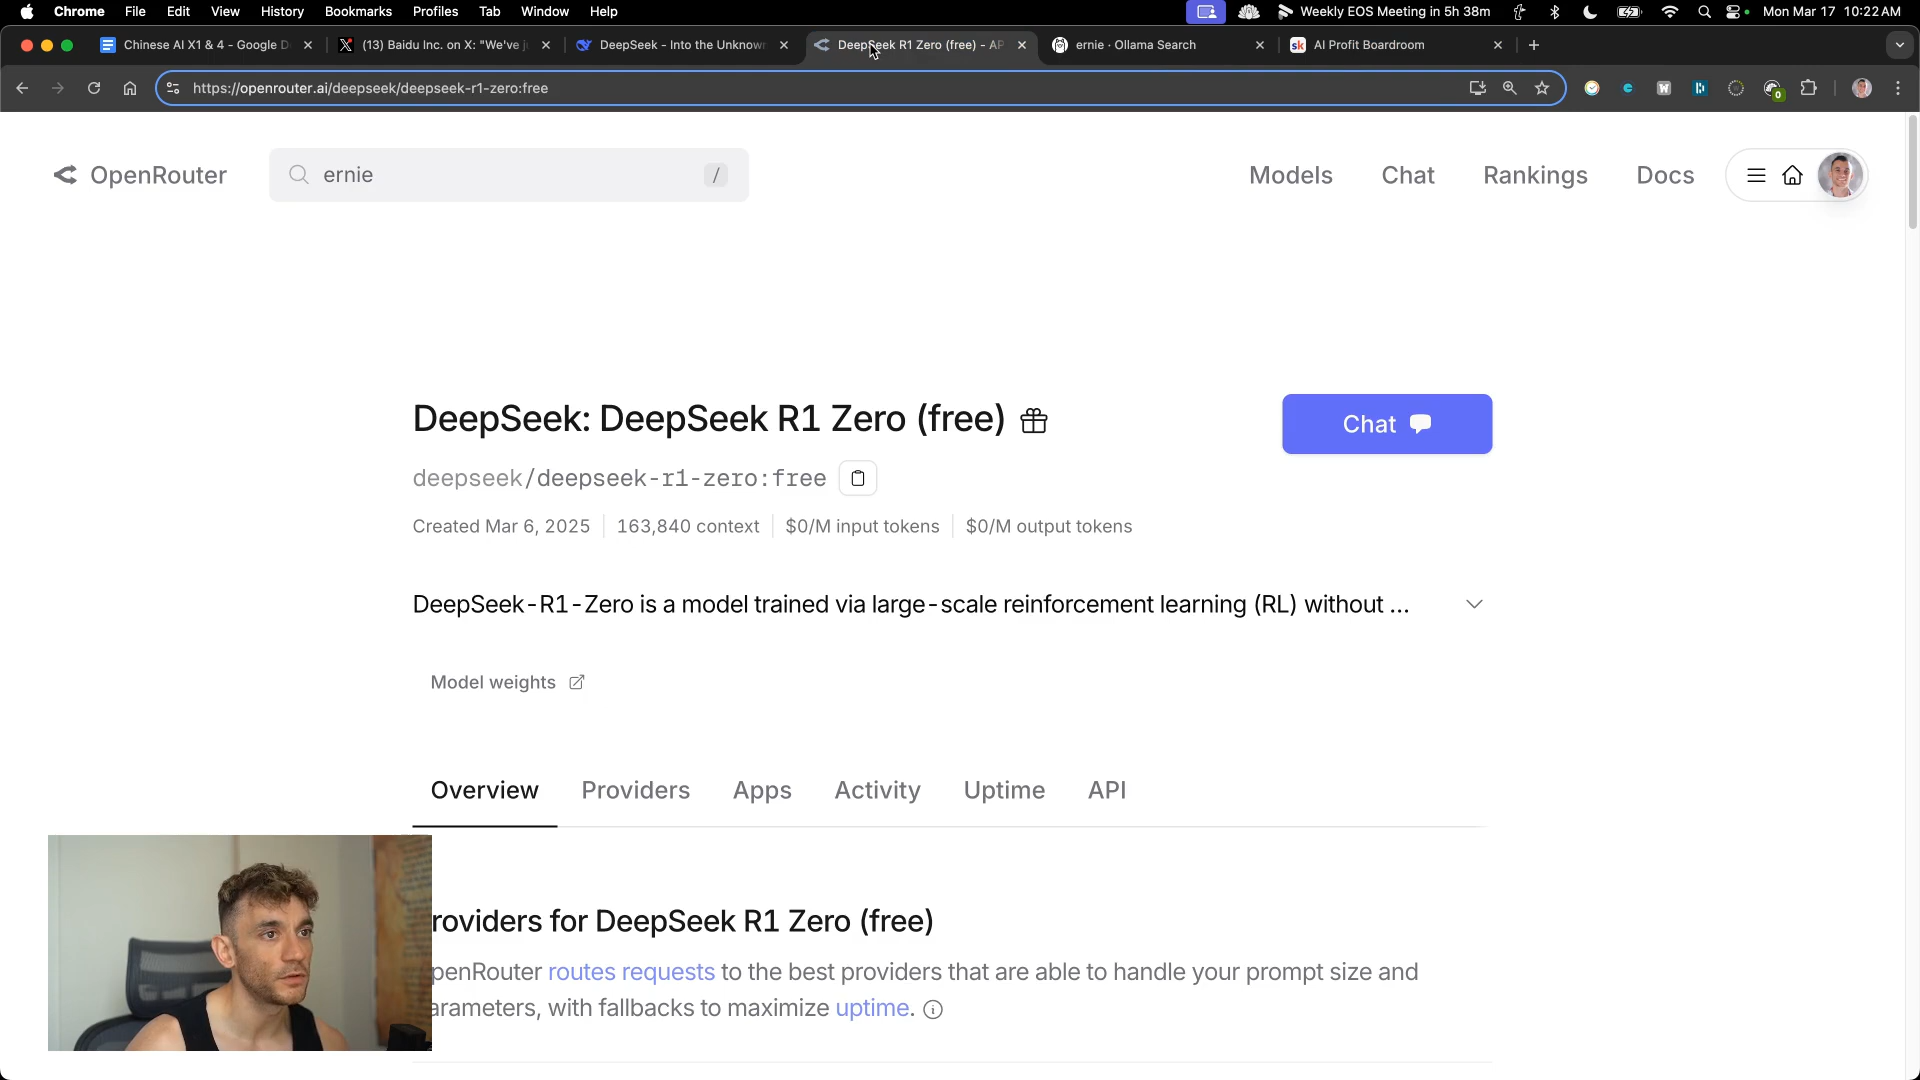 Chrome File Edit View History Bookmarks Profiles Tab Window Help Weekly EOS Meeting in 5h 38m Mon Mar 17 10:22 AM
Chinese AI X1 & 4 - Google D (13) Baidu Inc. on X: "We've ju DeepSeek - Into the Unknown DeepSeek R1 Zero (free) - AP ernie · Ollama Search sk AI Profit Boardroom
https://openrouter.ai/deepseek/deepseek-r1-zero:free
OpenRouter ernie / Models Chat Rankings Docs
DeepSeek: DeepSeek R1 Zero (free) Chat
deepseek/deepseek-r1-zero:free
Created Mar 6, 2025 163,840 context $0/M input tokens $0/M output tokens
DeepSeek-R1-Zero is a model trained via large-scale reinforcement learning (RL) without ...
Model weights
Overview Providers Apps Activity Uptime API
roviders for DeepSeek R1 Zero (free)
penRouter routes requests to the best providers that are able to handle your prompt size and
arameters, with fallbacks to maximize uptime.